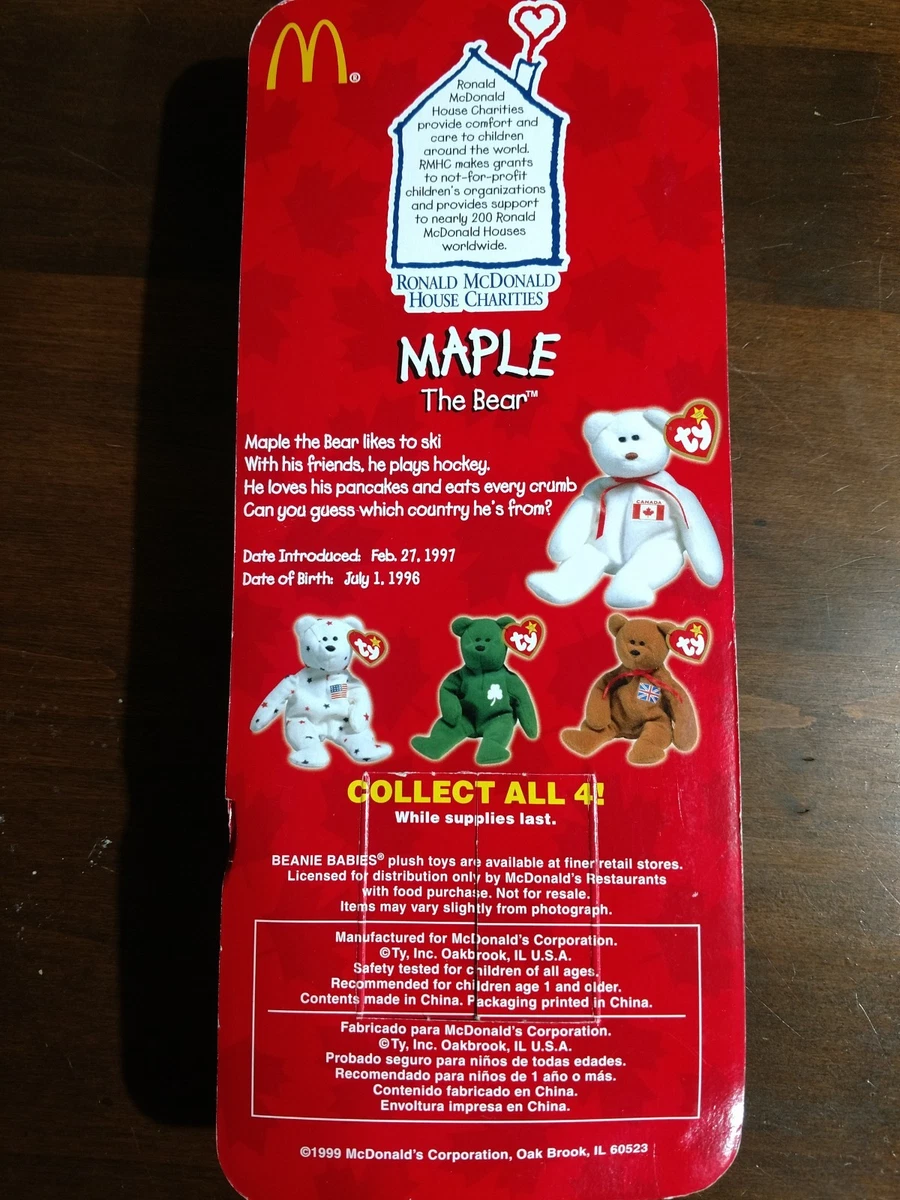 M®
Ronald
McDonald
House Charities
provide comfort and
care to children
around the world.
RMHC makes grants
to not-for-profit
children's organizations
and provides support
to nearly 200 Ronald
McDonald Houses
worldwide.
RONALD MCDONALD
HOUSE CHARITIES
MAPLE
The Bear™
Maple the Bear likes to ski
With his friends, he plays hockey.
He loves his pancakes and eats every crumb
Can you guess which country he's from?
Date Introduced: Feb. 27, 1997
Date of Birth: July 1, 1996
ty
CANADA
ty
ty
ty
COLLECT ALL 4!
While supplies last.
BEANIE BABIES® plush toys are available at finer retail stores.
Licensed for distribution only by McDonald's Restaurants
with food purchase. Not for resale.
Items may vary slightly from photograph.
Manufactured for McDonald's Corporation.
©Ty, Inc. Oakbrook, IL U.S.A.
Safety tested for children of all ages.
Recommended for children age 1 and older.
Contents made in China. Packaging printed in China.
Fabricado para McDonald's Corporation.
©Ty, Inc. Oakbrook, IL U.S.A.
Probado seguro para niños de todas edades.
Recomendado para niños de 1 año o más.
Contenido fabricado en China.
Envoltura impresa en China.
©1999 McDonald's Corporation, Oak Brook, IL 60523